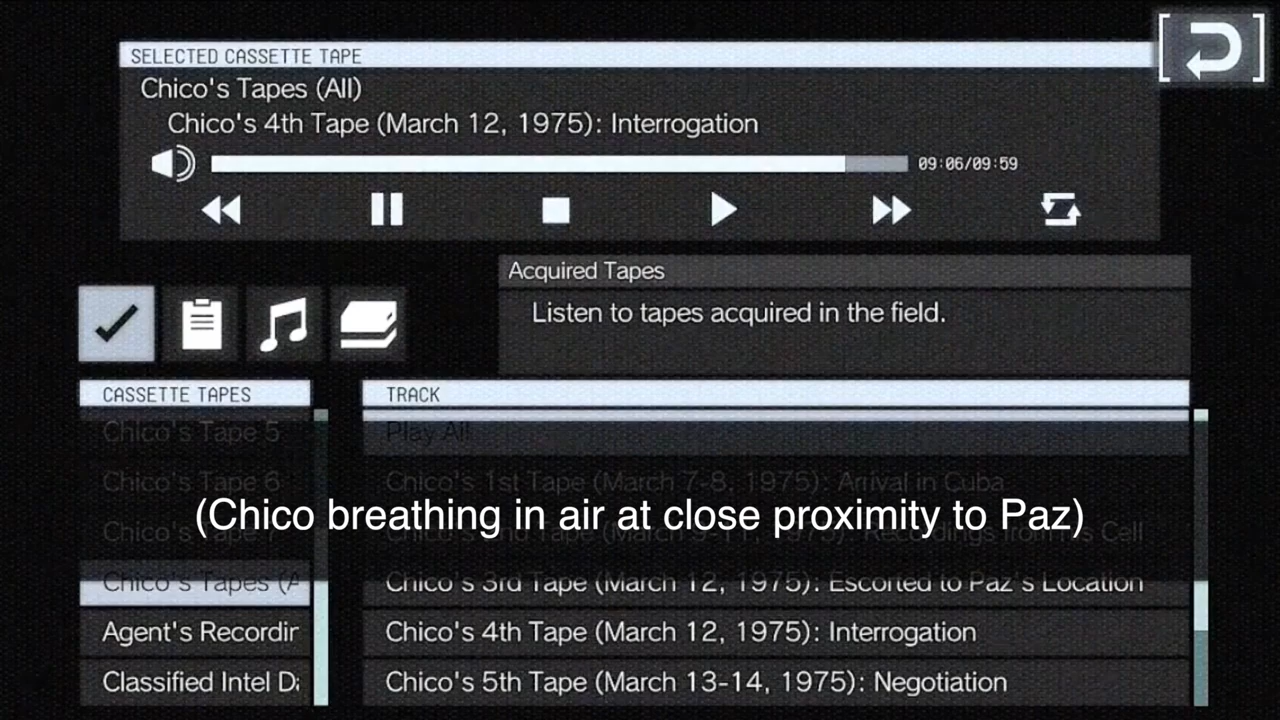 SELECTED CASSETTE TAPE
Chico's Tapes (All)
Chico's 4th Tape (March 12, 1975): Interrogation
09:06/09:59
Acquired Tapes
Listen to tapes acquired in the field.
CASSETTE TAPES
TRACK
Chico's Tape 5
Play All
Chico's Tape 6
Chico's 1st Tape (March 7-8, 1975): Arrival in Cuba
(Chico breathing in air at close proximity to Paz)
Chico's Tapes (A
Chico's 3rd Tape (March 12, 1975): Escorted to Paz's Location
Agent's Recordin
Chico's 4th Tape (March 12, 1975): Interrogation
Classified Intel Da
Chico's 5th Tape (March 13-14, 1975): Negotiation